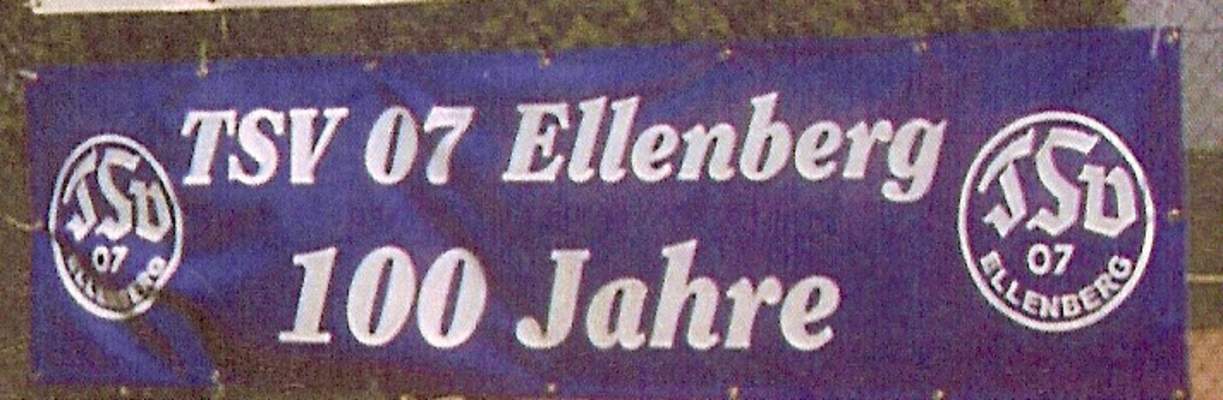 TSV 07 Ellenberg
100 Jahre
TSV
07
ELLENBERG
TSV
07
ELLENBERG